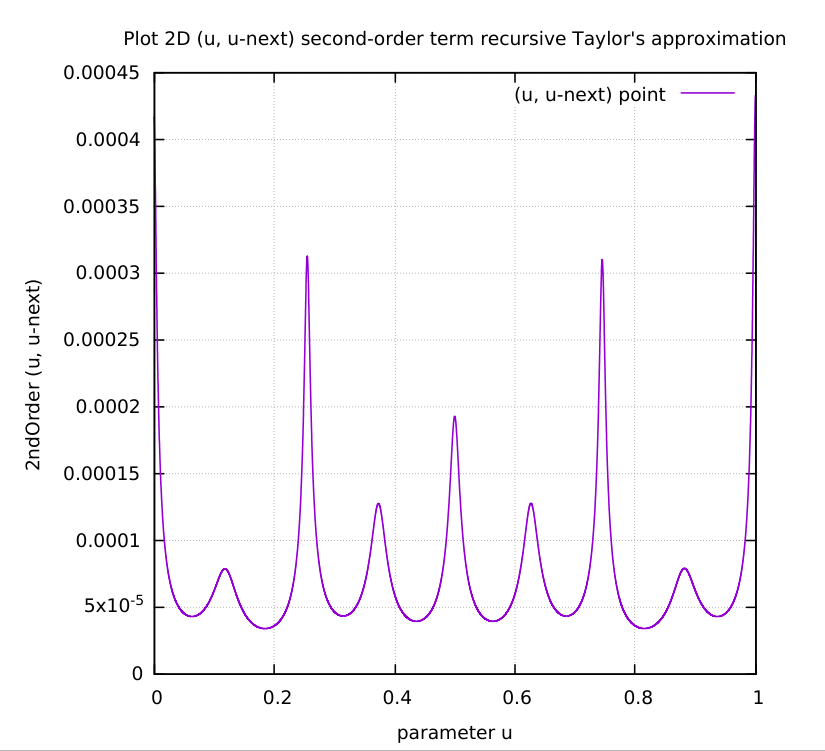 Plot 2D (u, u-next) second-order term recursive Taylor's approximation
0.00045
(u, u-next) point
0.0004
0.00035
0.0003
0.00025
0.0002
0.00015
0.0001
5x10-5
0
2ndOrder (u, u-next)
0 0.2 0.4 0.6 0.8 1
parameter u